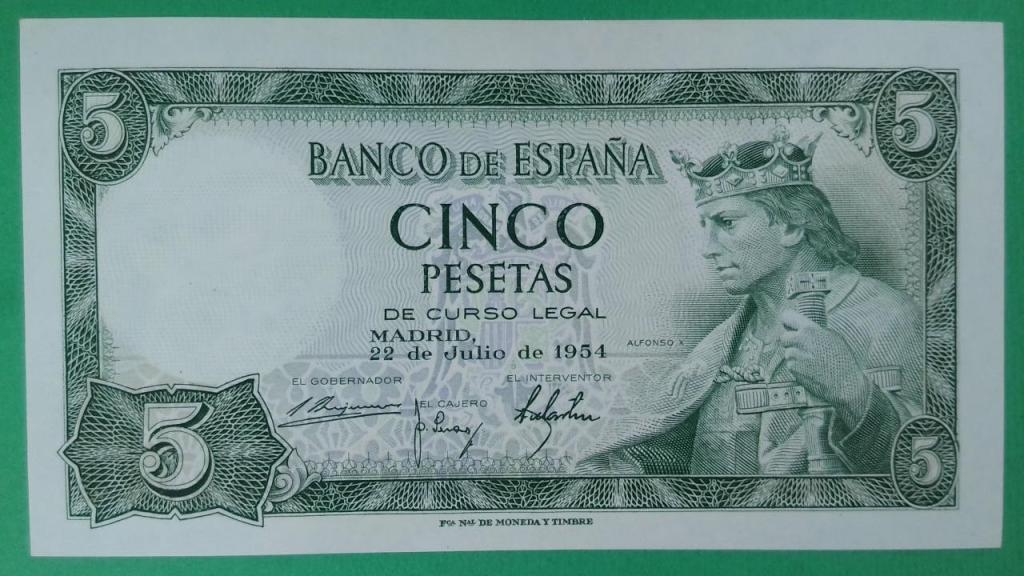 5 5
BANCO DE ESPAÑA
CINCO
PESETAS
DE CURSO LEGAL
MADRID,
22 de Julio de 1954
ALFONSO X
EL GOBERNADOR EL INTERVENTOR
EL CAJERO
5 5
Fca NAL DE MONEDA Y TIMBRE